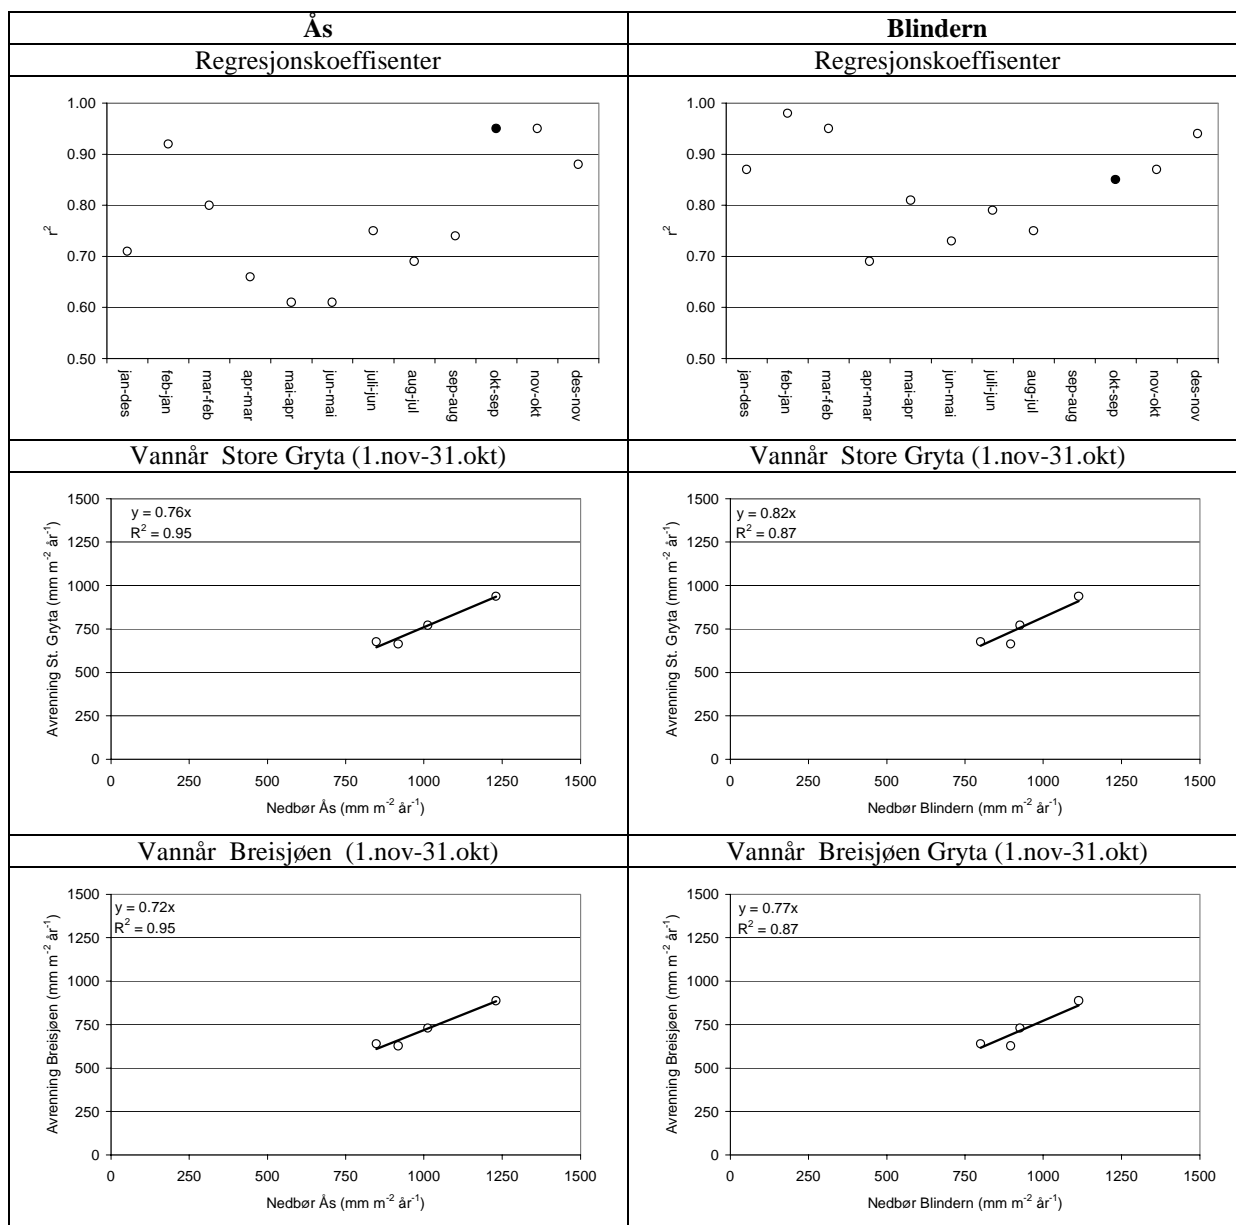 Ås
Blindern
Regresjonskoeffisenter
Regresjonskoeffisenter
1.00
0.90
0.80
0.70
0.60
0.50
r²
jan-des
feb-jan
mar-feb
apr-mar
mai-apr
jun-mai
juli-jun
aug-jul
sep-aug
okt-sep
nov-okt
des-nov
1.00
0.90
0.80
0.70
0.60
0.50
r²
jan-des
feb-jan
mar-feb
apr-mar
mai-apr
jun-mai
juli-jun
aug-jul
sep-aug
okt-sep
nov-okt
des-nov
Vannår Store Gryta (1.nov-31.okt)
Vannår Store Gryta (1.nov-31.okt)
y = 0.76x
R² = 0.95
1500
1250
1000
750
500
250
0
Avrenning St. Gryta (mm m⁻² år⁻¹)
0 250 500 750 1000 1250 1500
Nedbør Ås (mm m⁻² år⁻¹)
y = 0.82x
R² = 0.87
1500
1250
1000
750
500
250
0
Avrenning St. Gryta (mm m⁻² år⁻¹)
0 250 500 750 1000 1250 1500
Nedbør Blindern (mm m⁻² år⁻¹)
Vannår Breisjøen (1.nov-31.okt)
Vannår Breisjøen Gryta (1.nov-31.okt)
y = 0.72x
R² = 0.95
1500
1250
1000
750
500
250
0
Avrenning Breisjøen (mm m⁻² år⁻¹)
0 250 500 750 1000 1250 1500
Nedbør Ås (mm m⁻² år⁻¹)
y = 0.77x
R² = 0.87
1500
1250
1000
750
500
250
0
Avrenning Breisjøen (mm m⁻² år⁻¹)
0 250 500 750 1000 1250 1500
Nedbør Blindern (mm m⁻² år⁻¹)